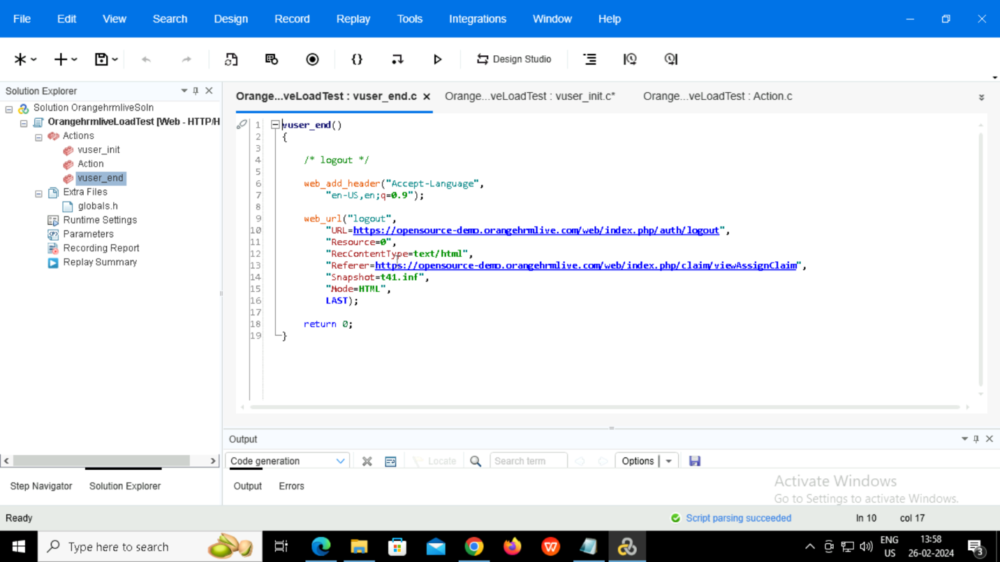 File Edit View Search Design Record Replay Tools Integrations Window Help
Design Studio
Solution Explorer
Solution OrangehrmliveSoln
OrangehrmliveLoadTest [Web - HTTP/H
Actions
vuser_init
Action
vuser_end
Extra Files
globals.h
Runtime Settings
Parameters
Recording Report
Replay Summary
Step Navigator Solution Explorer
Orange...veLoadTest : vuser_end.c Orange...veLoadTest : vuser_init.c* Orange...veLoadTest : Action.c
1 vuser_end()
2 {
3
4 /* logout */
5
6 web_add_header("Accept-Language",
7 "en-US,en;q=0.9");
8
9 web_url("logout",
10 "URL=https://opensource-demo.orangehrmlive.com/web/index.php/auth/logout",
11 "Resource=0",
12 "RecContentType=text/html",
13 "Referer=https://opensource-demo.orangehrmlive.com/web/index.php/claim/viewAssignClaim",
14 "Snapshot=t41.inf",
15 "Mode=HTML",
16 LAST);
17
18 return 0;
19 }
Output
Code generation Locate Search term Options
Output Errors
Activate Windows
Go to Settings to activate Windows.
Ready Script parsing succeeded ln 10 col 17
Type here to search
ENG
US
13:58
26-02-2024
3